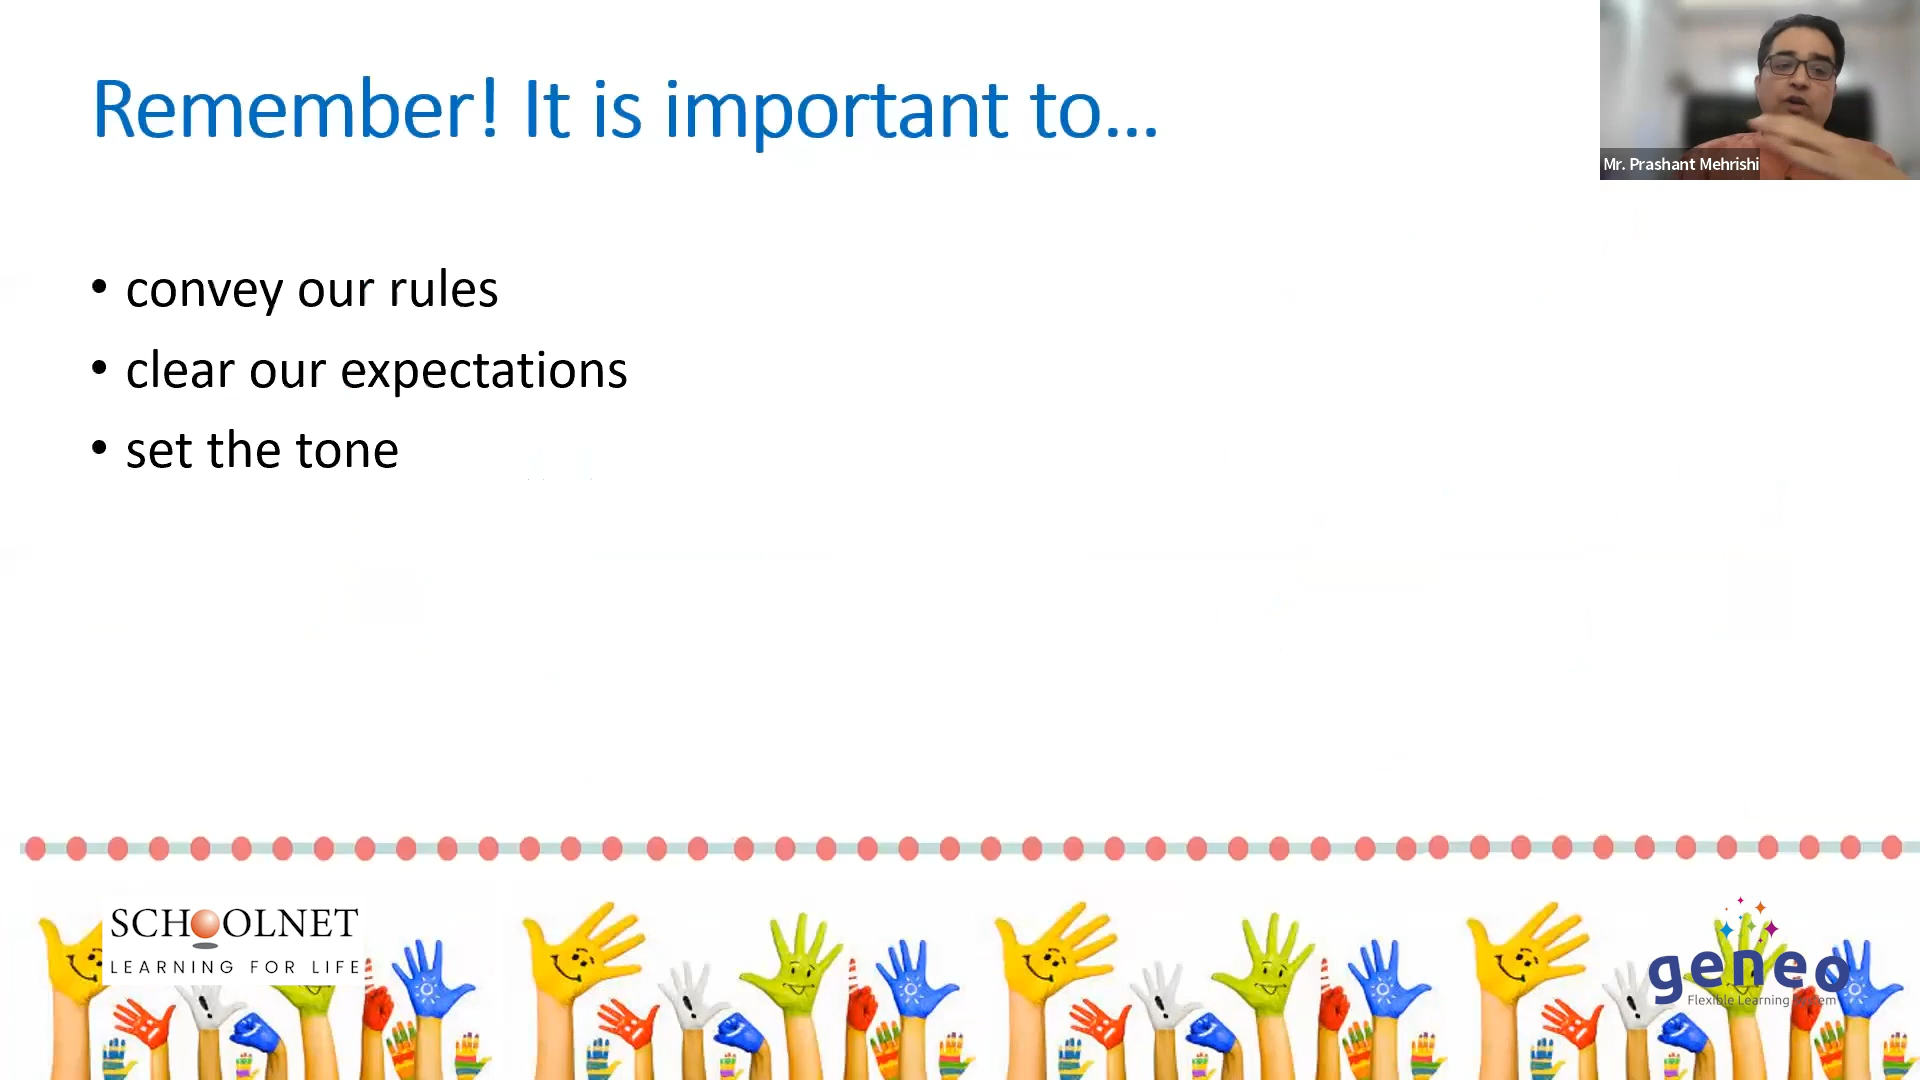 Remember! It is important to...
Mr. Prashant Mehrishi
• convey our rules
• clear our expectations
• set the tone
SCHOOLNET
LEARNING FOR LIFE
geneo
Flexible Learning System